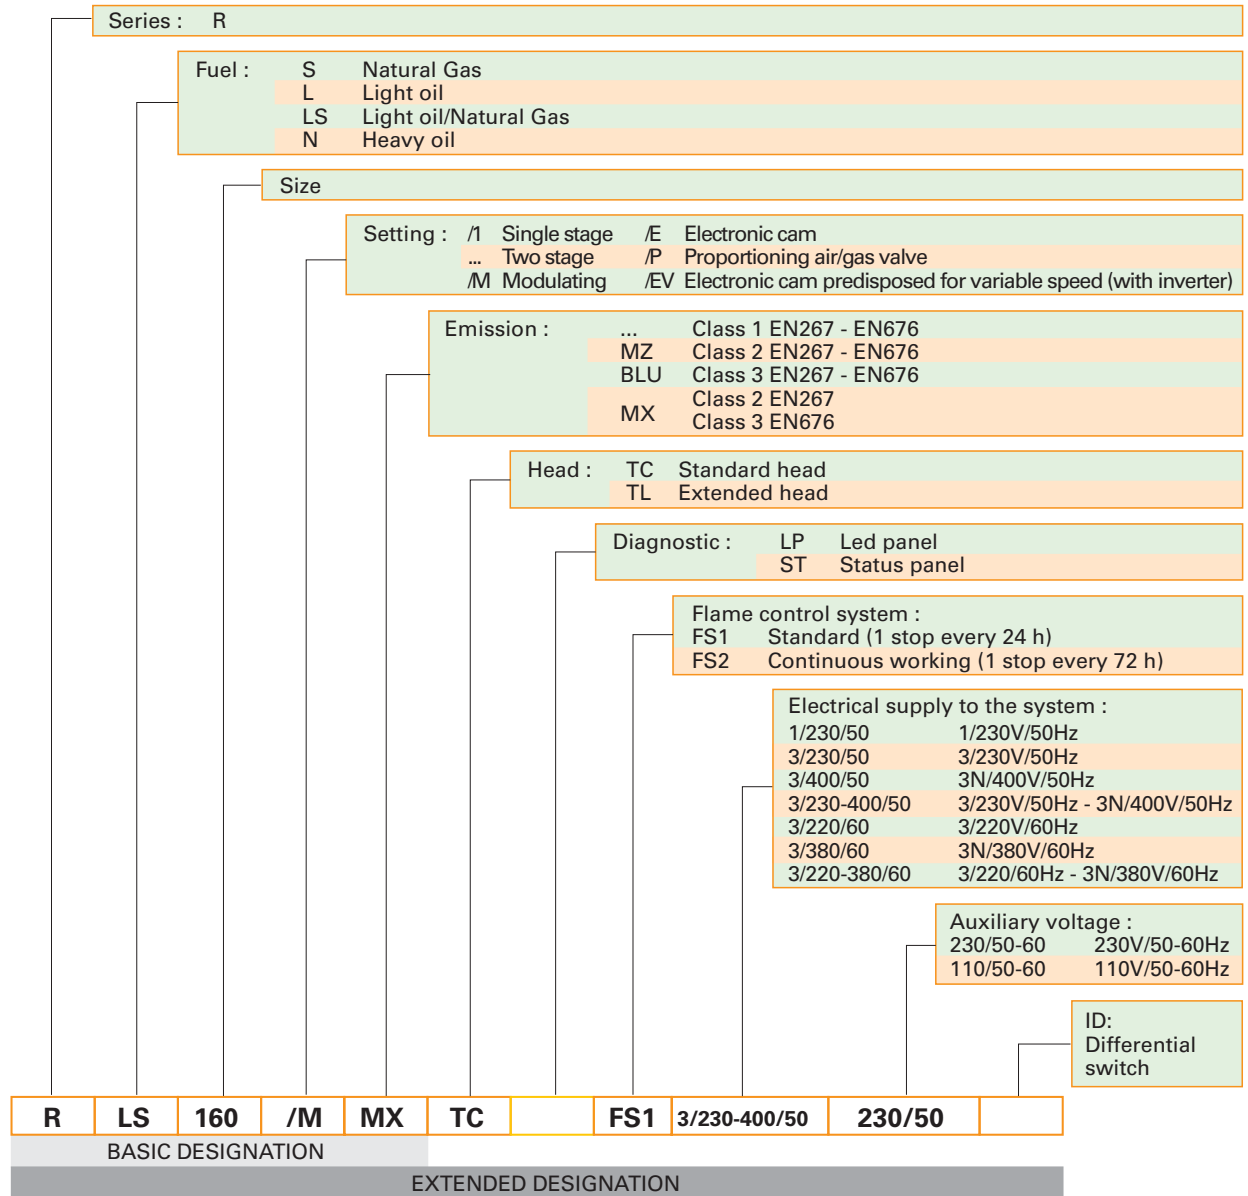 Series : R
Fuel : S Natural Gas
L Light oil
LS Light oil/Natural Gas
N Heavy oil
Size
Setting : /1 Single stage /E Electronic cam
... Two stage /P Proportioning air/gas valve
/M Modulating /EV Electronic cam predisposed for variable speed (with inverter)
Emission : ... Class 1 EN267 - EN676
MZ Class 2 EN267 - EN676
BLU Class 3 EN267 - EN676
MX Class 2 EN267
Class 3 EN676
Head : TC Standard head
TL Extended head
Diagnostic : LP Led panel
ST Status panel
Flame control system :
FS1 Standard (1 stop every 24 h)
FS2 Continuous working (1 stop every 72 h)
Electrical supply to the system :
1/230/50 1/230V/50Hz
3/230/50 3/230V/50Hz
3/400/50 3N/400V/50Hz
3/230-400/50 3/230V/50Hz - 3N/400V/50Hz
3/220/60 3/220V/60Hz
3/380/60 3N/380V/60Hz
3/220-380/60 3/220/60Hz - 3N/380V/60Hz
Auxiliary voltage :
230/50-60 230V/50-60Hz
110/50-60 110V/50-60Hz
ID:
Differential
switch
R LS 160 /M MX TC FS1 3/230-400/50 230/50
BASIC DESIGNATION
EXTENDED DESIGNATION